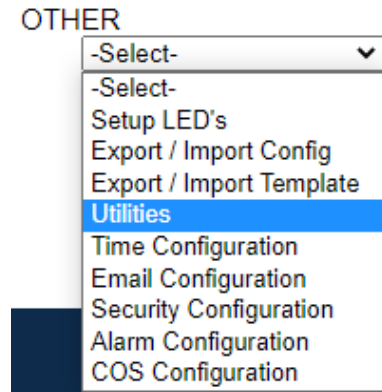 OTHER
-Select-
-Select-
Setup LED's
Export / Import Config
Export / Import Template
Utilities
Time Configuration
Email Configuration
Security Configuration
Alarm Configuration
COS Configuration